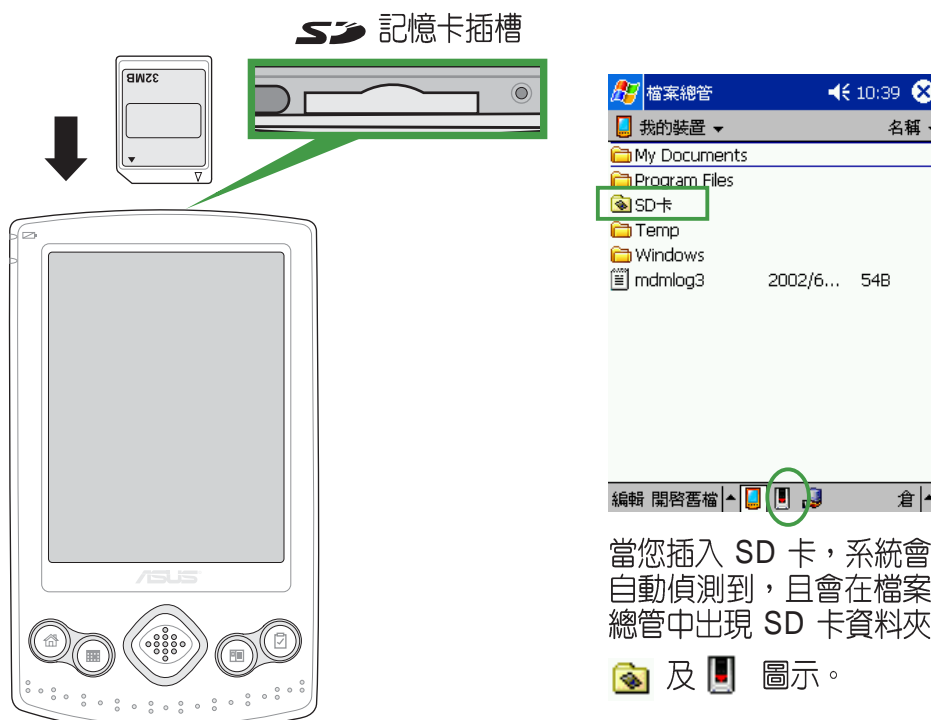 SD 記憶卡插槽
32MB
ASUS
檔案總管 10:39
我的裝置 名稱
My Documents
Program Files
SD卡
Temp
Windows
mdmlog3 2002/6... 54B
編輯 開啓舊檔 倉
當您插入 SD 卡，系統會
自動偵測到，且會在檔案
總管中出現 SD 卡資料夾
及 圖示。